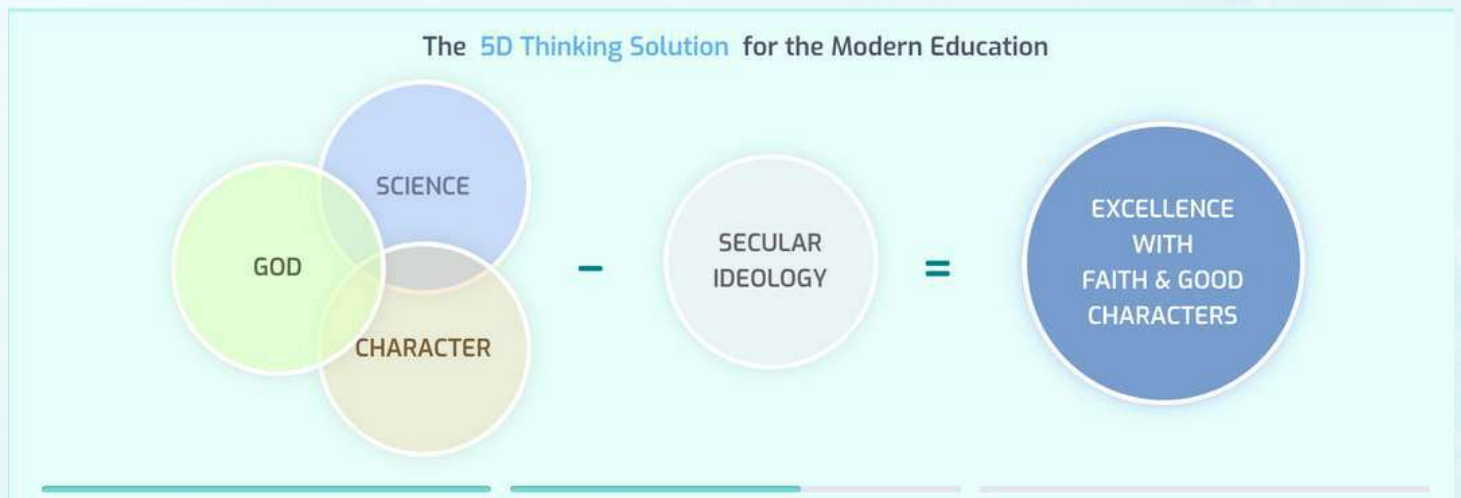 The 5D Thinking Solution for the Modern Education
SCIENCE
GOD
CHARACTER
–
SECULAR
IDEOLOGY
=
EXCELLENCE
WITH
FAITH & GOOD
CHARACTERS